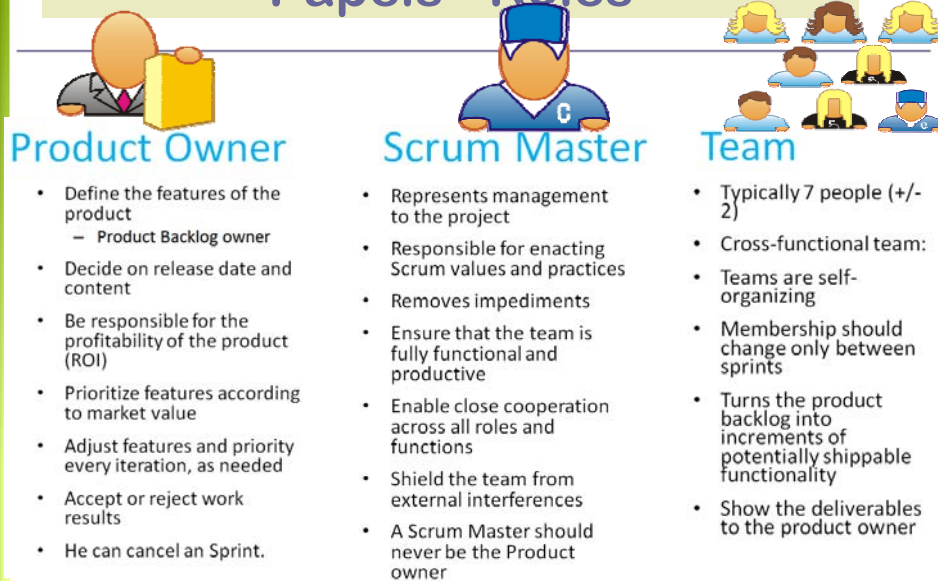 Papéis - Roles
Product Owner
• Define the features of the
product
– Product Backlog owner
• Decide on release date and
content
• Be responsible for the
profitability of the product
(ROI)
• Prioritize features according
to market value
• Adjust features and priority
every iteration, as needed
• Accept or reject work
results
• He can cancel an Sprint.
C
Scrum Master
• Represents management
to the project
• Responsible for enacting
Scrum values and practices
• Removes impediments
• Ensure that the team is
fully functional and
productive
• Enable close cooperation
across all roles and
functions
• Shield the team from
external interferences
• A Scrum Master should
never be the Product
owner
Team
• Typically 7 people (+/-
2)
• Cross-functional team:
• Teams are self-
organizing
• Membership should
change only between
sprints
• Turns the product
backlog into
increments of
potentially shippable
functionality
• Show the deliverables
to the product owner